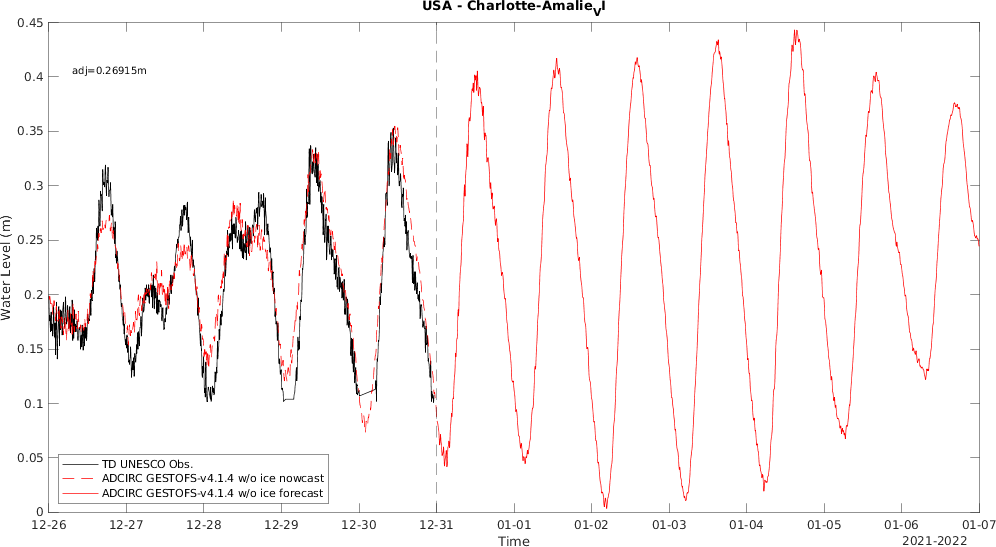 USA - Charlotte-Amalie_VI
0.45
adj=0.26915m
0.4
0.35
0.3
0.25
0.2
0.15
0.1
0.05
0
Water Level (m)
TD UNESCO Obs.
ADCIRC GESTOFS-v4.1.4 w/o ice nowcast
ADCIRC GESTOFS-v4.1.4 w/o ice forecast
12-26 12-27 12-28 12-29 12-30 12-31 01-01 01-02 01-03 01-04 01-05 01-06 01-07
Time
2021-2022